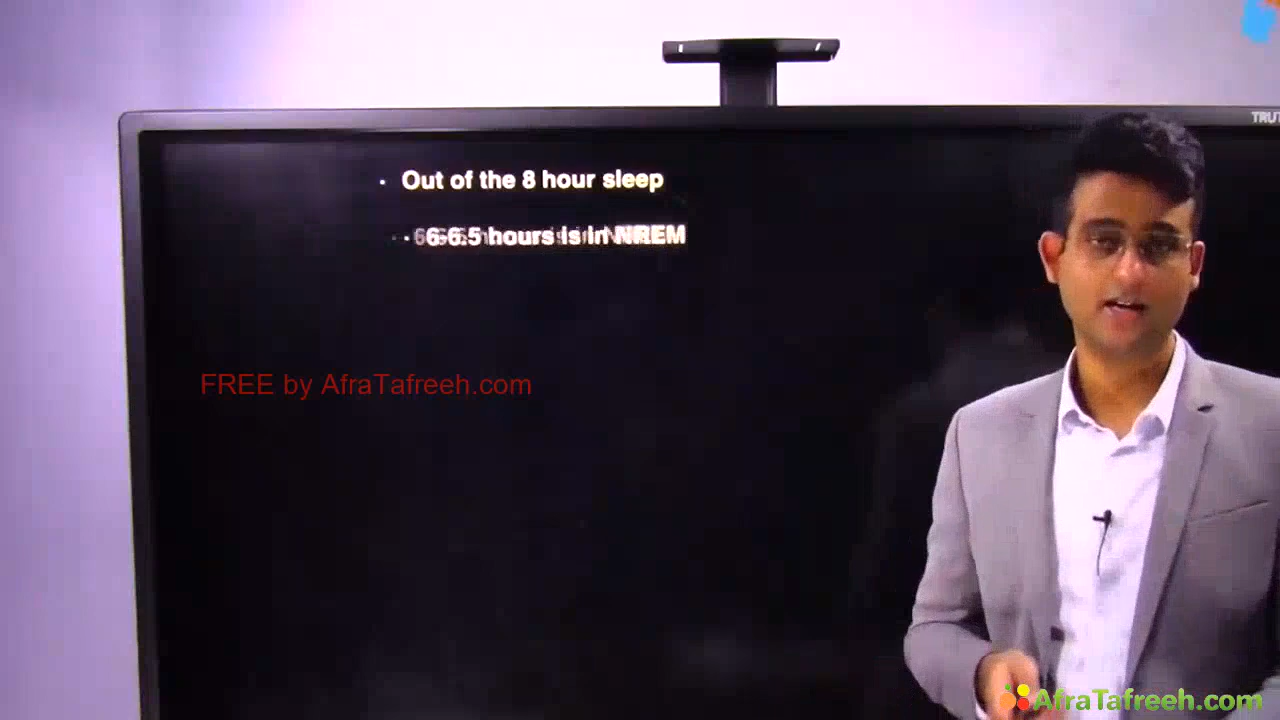 TRUT
• Out of the 8 hour sleep
• 6-6.5 hours is in NREM
FREE by AfraTafreeh.com
AfraTafreeh.com